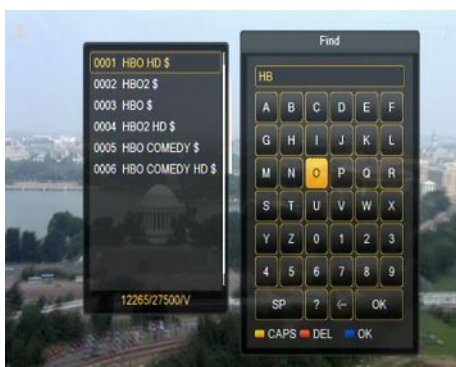 Find
0001 HBO HD $
0002 HBO2 $
0003 HBO $
0004 HBO2 HD $
0005 HBO COMEDY $
0006 HBO COMEDY HD $
12265/27500/V
HB
A B C D E F
G H I J K L
M N O P Q R
S T U V W X
Y Z 0 1 2 3
4 5 6 7 8 9
SP ? ← OK
CAPS DEL OK